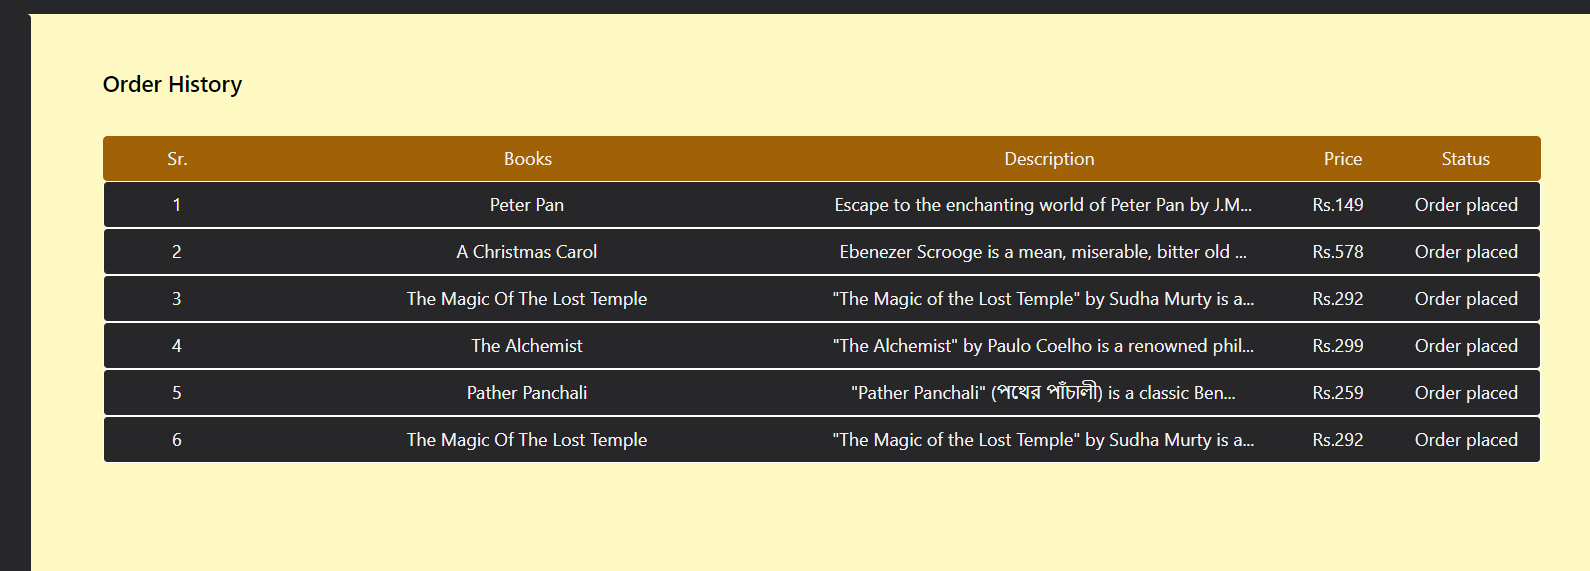 Order History
Sr. Books Description Price Status
1 Peter Pan Escape to the enchanting world of Peter Pan by J.M... Rs.149 Order placed
2 A Christmas Carol Ebenezer Scrooge is a mean, miserable, bitter old ... Rs.578 Order placed
3 The Magic Of The Lost Temple "The Magic of the Lost Temple" by Sudha Murty is a... Rs.292 Order placed
4 The Alchemist "The Alchemist" by Paulo Coelho is a renowned phil... Rs.299 Order placed
5 Pather Panchali "Pather Panchali" (পথের পাঁচালী) is a classic Ben... Rs.259 Order placed
6 The Magic Of The Lost Temple "The Magic of the Lost Temple" by Sudha Murty is a... Rs.292 Order placed